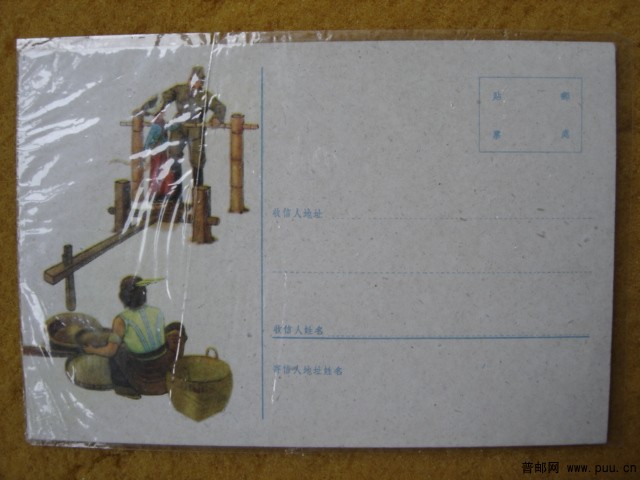 贴 邮
票 处
收信人地址
收信人姓名
寄信人地址姓名
普邮网 www.puu.cn